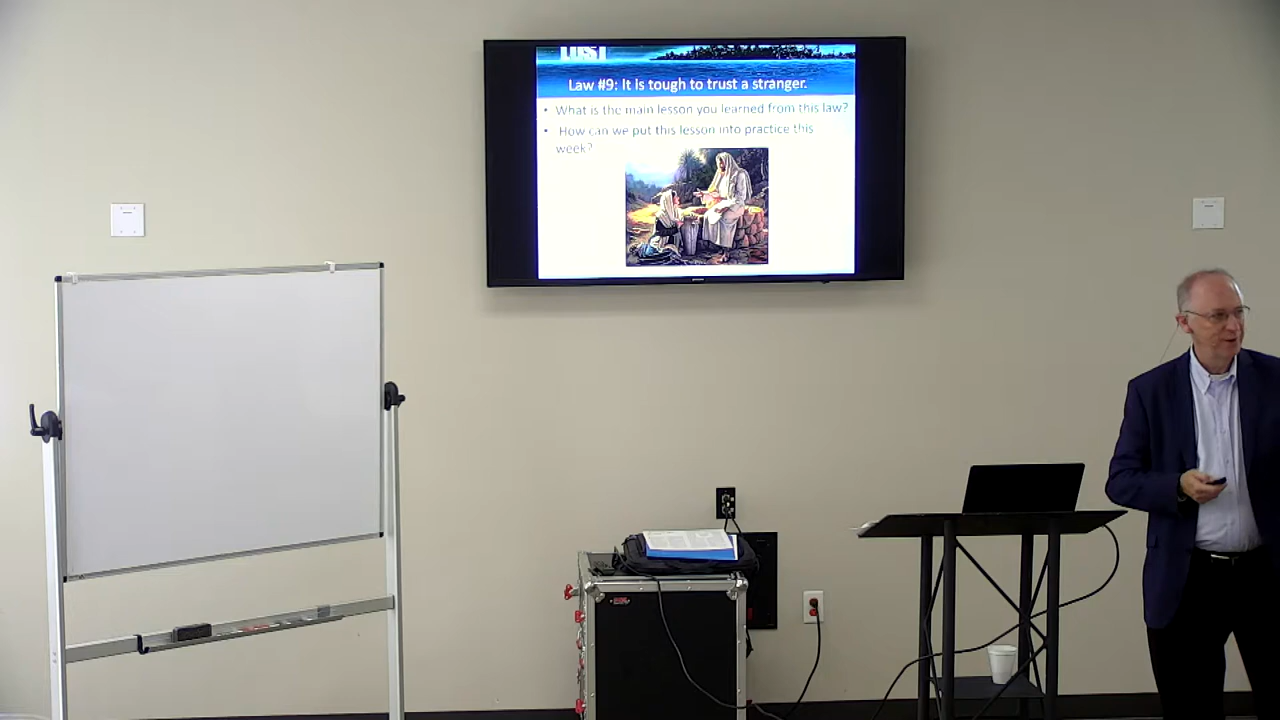 LOST
Law #9: It is tough to trust a stranger.
• What is the main lesson you learned from this law?
• How can we put this lesson into practice this
week?